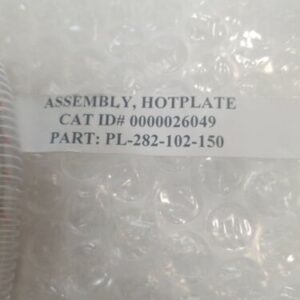 ASSEMBLY, HOTPLATE
CAT ID# 0000026049
PART: PL-282-102-150